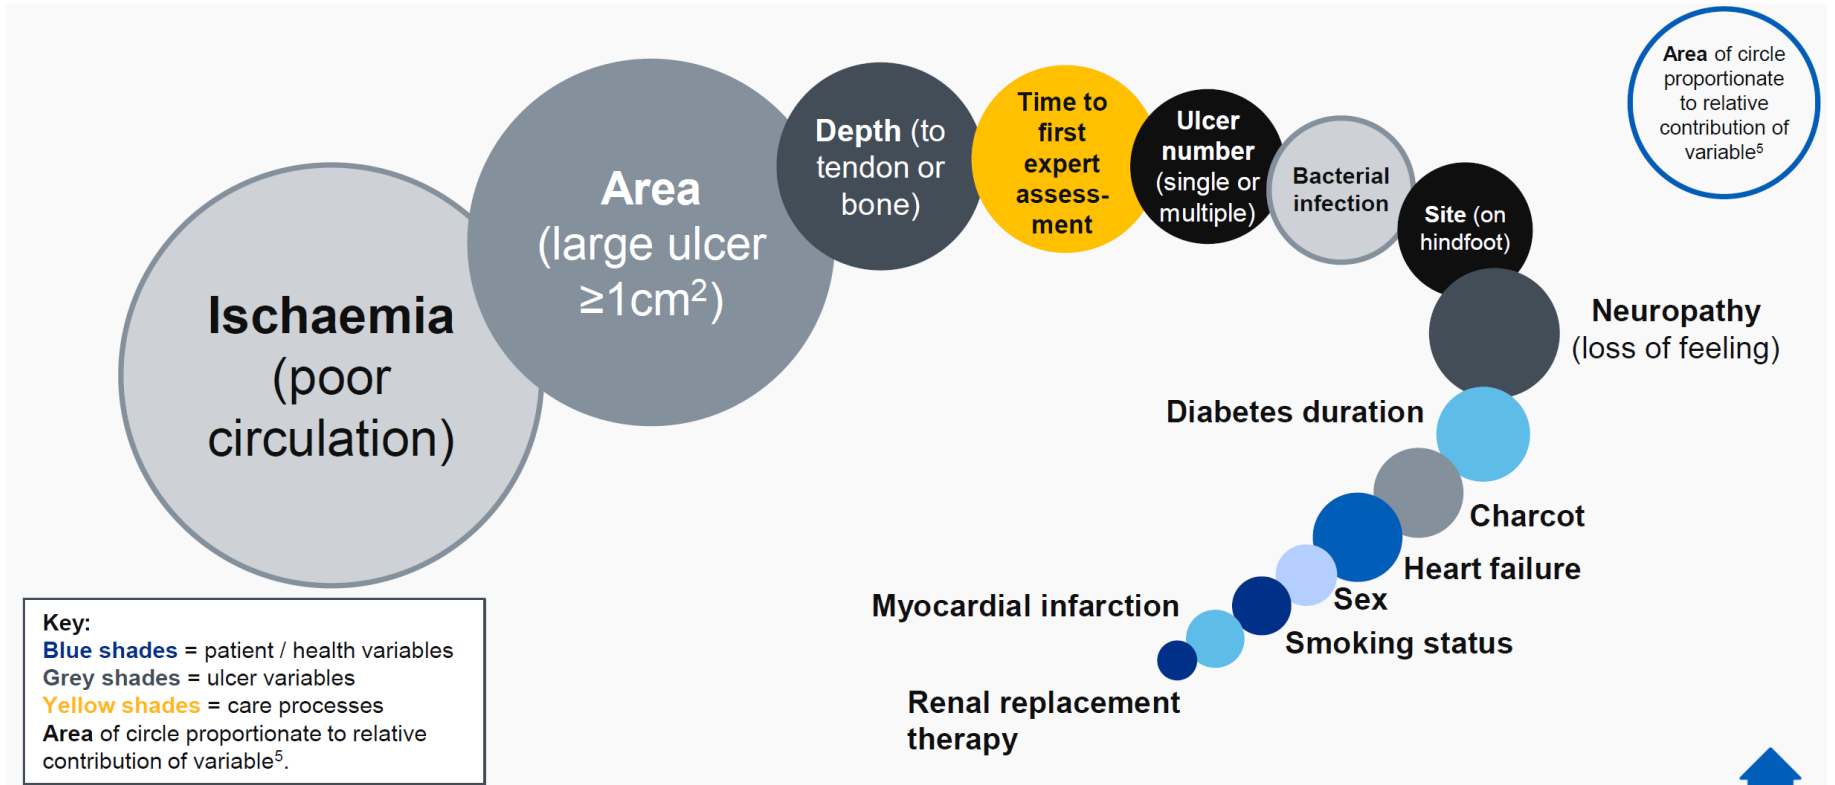 Ischaemia
(poor
circulation)
Area
(large ulcer
≥1cm²)
Depth (to
tendon or
bone)
Time to
first
expert
assess-
ment
Ulcer
number
(single or
multiple)
Bacterial
infection
Site (on
hindfoot)
Neuropathy
(loss of feeling)
Diabetes duration
Charcot
Heart failure
Sex
Smoking status
Myocardial infarction
Renal replacement
therapy
Area of circle
proportionate
to relative
contribution of
variable⁵
Key:
Blue shades = patient / health variables
Grey shades = ulcer variables
Yellow shades = care processes
Area of circle proportionate to relative
contribution of variable⁵.